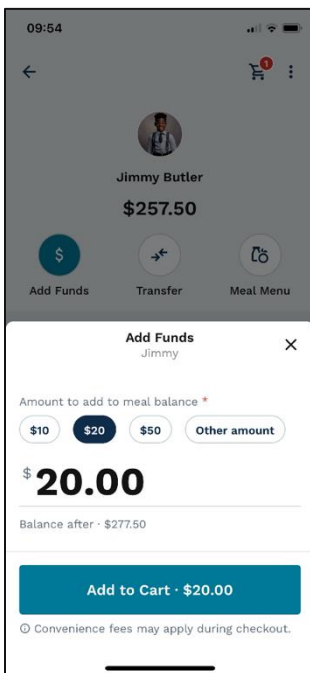 09:54
1
Jimmy Butler
$257.50
$
Add Funds
Transfer
Meal Menu
Add Funds
Jimmy
Amount to add to meal balance *
$10
$20
$50
Other amount
$20.00
Balance after · $277.50
Add to Cart · $20.00
Convenience fees may apply during checkout.